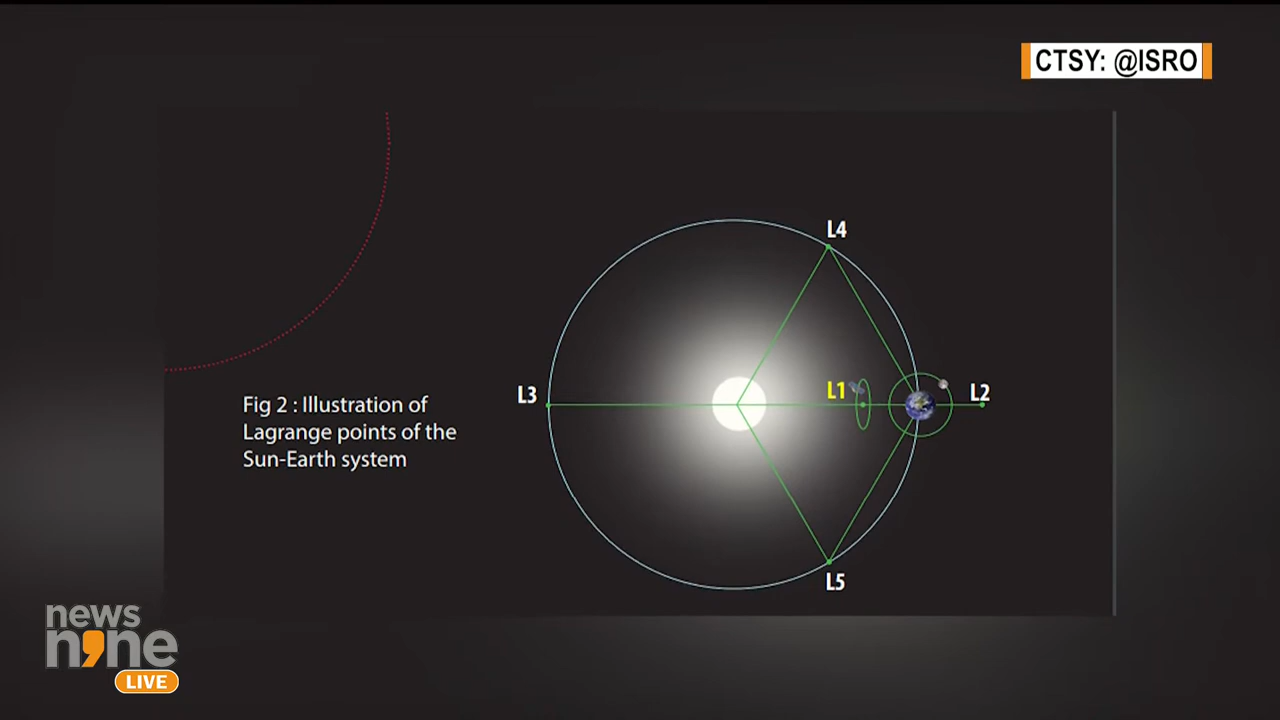 CTSY: @ISRO
L4
L3
L1
L2
Fig 2 : Illustration of
Lagrange points of the
Sun-Earth system
L5
news
n9ne
LIVE